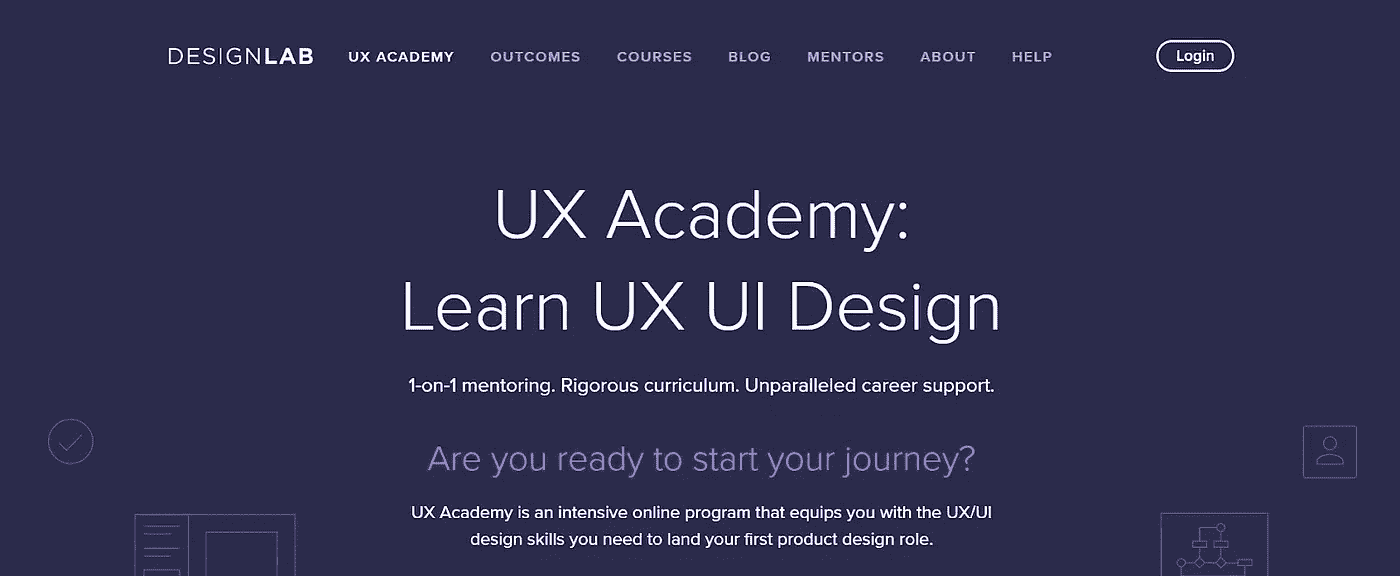 DESIGNLAB UX ACADEMY OUTCOMES COURSES BLOG MENTORS ABOUT HELP Login
UX Academy:
Learn UX UI Design
1-on-1 mentoring. Rigorous curriculum. Unparalleled career support.
Are you ready to start your journey?
UX Academy is an intensive online program that equips you with the UX/UI
design skills you need to land your first product design role.